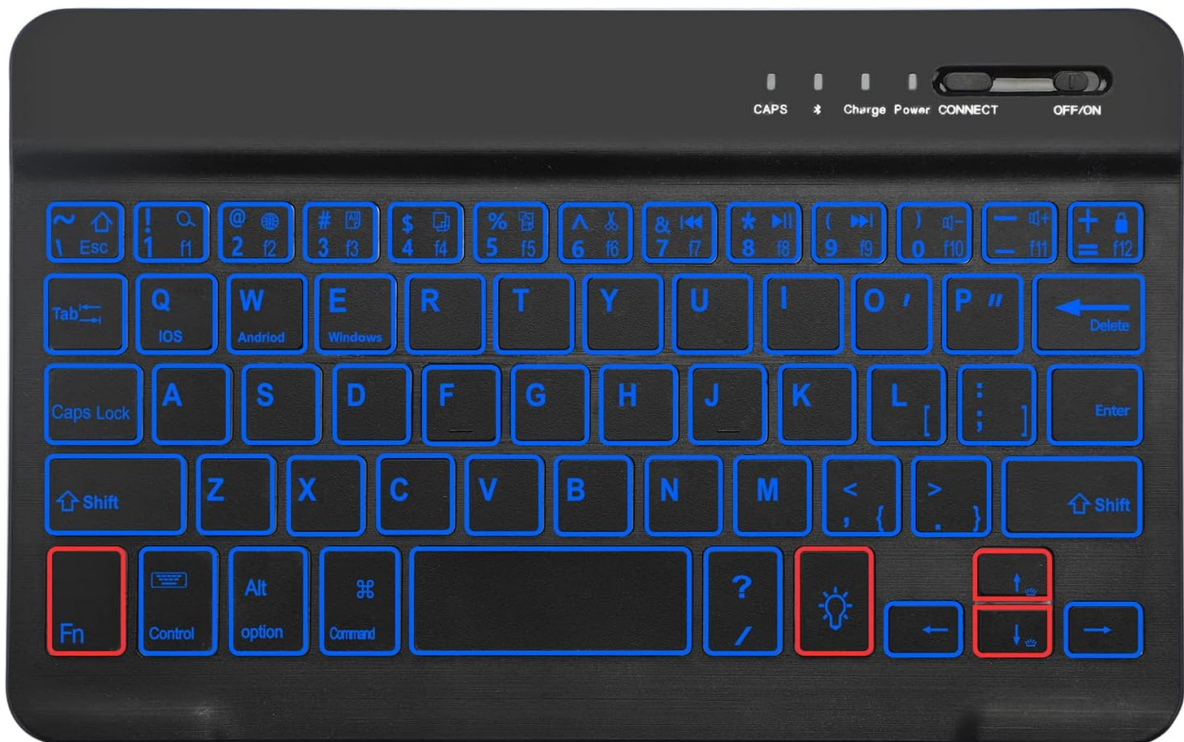 CAPS Charge Power CONNECT OFF/ON
~ ! @ # $ % ^ & * ( ) — +
\ Esc 1 f1 2 f2 3 f3 4 f4 5 f5 6 f6 7 f7 8 f8 9 f9 0 f10 _ f11 = f12
Tab Q W E R T Y U I O ' P "
IOS Andriod Windows Delete
Caps Lock A S D F G H J K L [ : ; ] Enter
Shift Z X C V B N M < , { > . } Shift
Alt ⌘ ?
Fn Control option Command / ← ↑ ↓ →